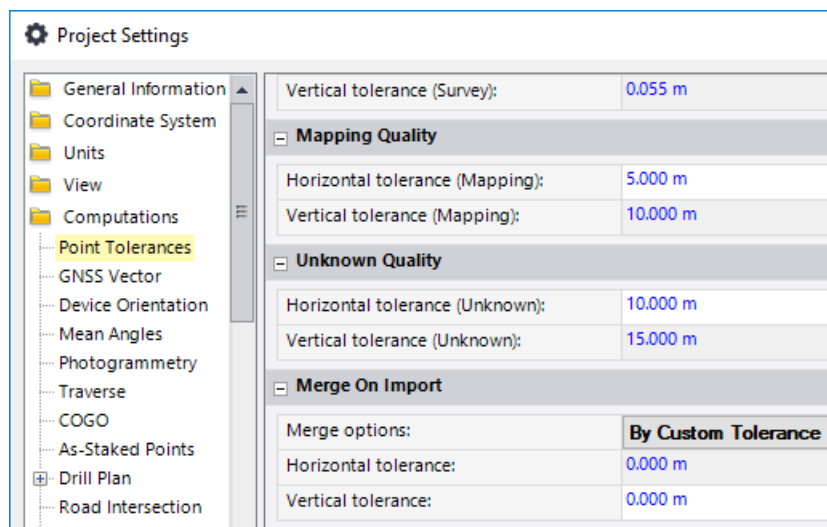 Project Settings
General Information
Coordinate System
Units
View
Computations
Point Tolerances
GNSS Vector
Device Orientation
Mean Angles
Photogrammetry
Traverse
COGO
As-Staked Points
Drill Plan
Road Intersection
Vertical tolerance (Survey): 0.055 m
Mapping Quality
Horizontal tolerance (Mapping): 5.000 m
Vertical tolerance (Mapping): 10.000 m
Unknown Quality
Horizontal tolerance (Unknown): 10.000 m
Vertical tolerance (Unknown): 15.000 m
Merge On Import
Merge options: By Custom Tolerance
Horizontal tolerance: 0.000 m
Vertical tolerance: 0.000 m